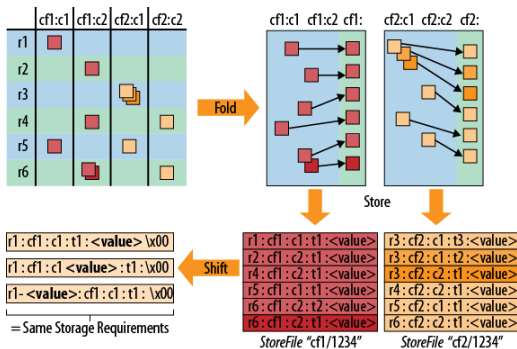 cf1:c1 cf1:c2 cf2:c1 cf2:c2
r1
r2
r3
r4
r5
r6
Fold
cf1:c1 cf1:c2 cf1:
cf2:c1 cf2:c2 cf2:
Store
r1:cf1:c1:t1:<value>
r2:cf1:c2:t1:<value>
r4:cf1:c2:t1:<value>
r5:cf1:c1:t1:<value>
r6:cf1:c2:t2:<value>
r6:cf1:c2:t1:<value>
StoreFile "cf1/1234"
r3:cf2:c1:t3:<value>
r3:cf2:c1:t2:<value>
r3:cf2:c1:t1:<value>
r4:cf2:c2:t1:<value>
r5:cf2:c1:t1:<value>
r6:cf2:c2:t1:<value>
StoreFile "cf2/1234"
Shift
r1:cf1:c1:t1:<value>\x00
r1:cf1:c1<value>:t1:\x00
r1-<value>:cf1:c1:t1:\x00
= Same Storage Requirements